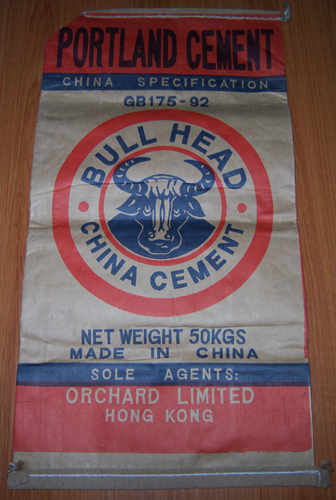 PORTLAND CEMENT
CHINA SPECIFICATION
GB175-92
BULL HEAD
CHINA CEMENT
NET WEIGHT 50KGS
MADE IN CHINA
SOLE AGENTS:
ORCHARD LIMITED
HONG KONG